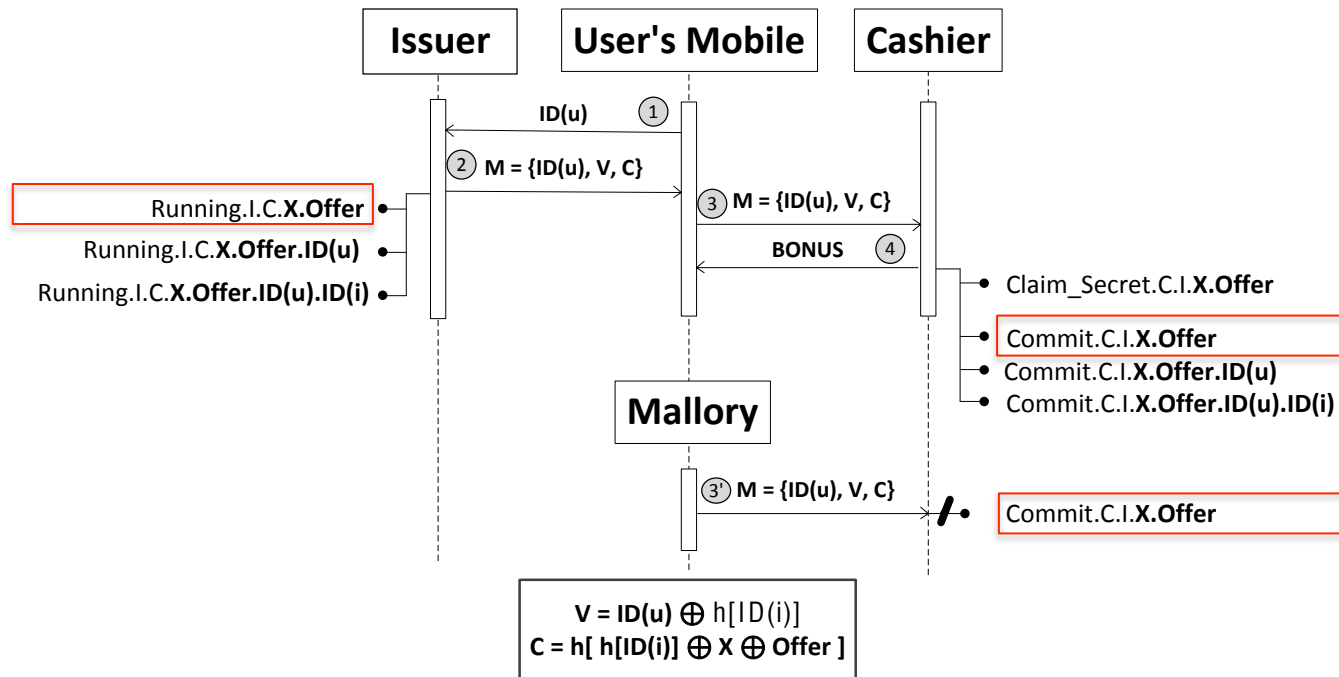 Issuer
User's Mobile
Cashier
ID(u)
1
2
M = {ID(u), V, C}
Running.I.C.X.Offer
3
M = {ID(u), V, C}
Running.I.C.X.Offer.ID(u)
BONUS
4
Running.I.C.X.Offer.ID(u).ID(i)
Claim_Secret.C.I.X.Offer
Commit.C.I.X.Offer
Commit.C.I.X.Offer.ID(u)
Commit.C.I.X.Offer.ID(u).ID(i)
Mallory
3'
M = {ID(u), V, C}
Commit.C.I.X.Offer
V = ID(u) ⊕ h[ID(i)]
C = h[ h[ID(i)] ⊕ X ⊕ Offer ]